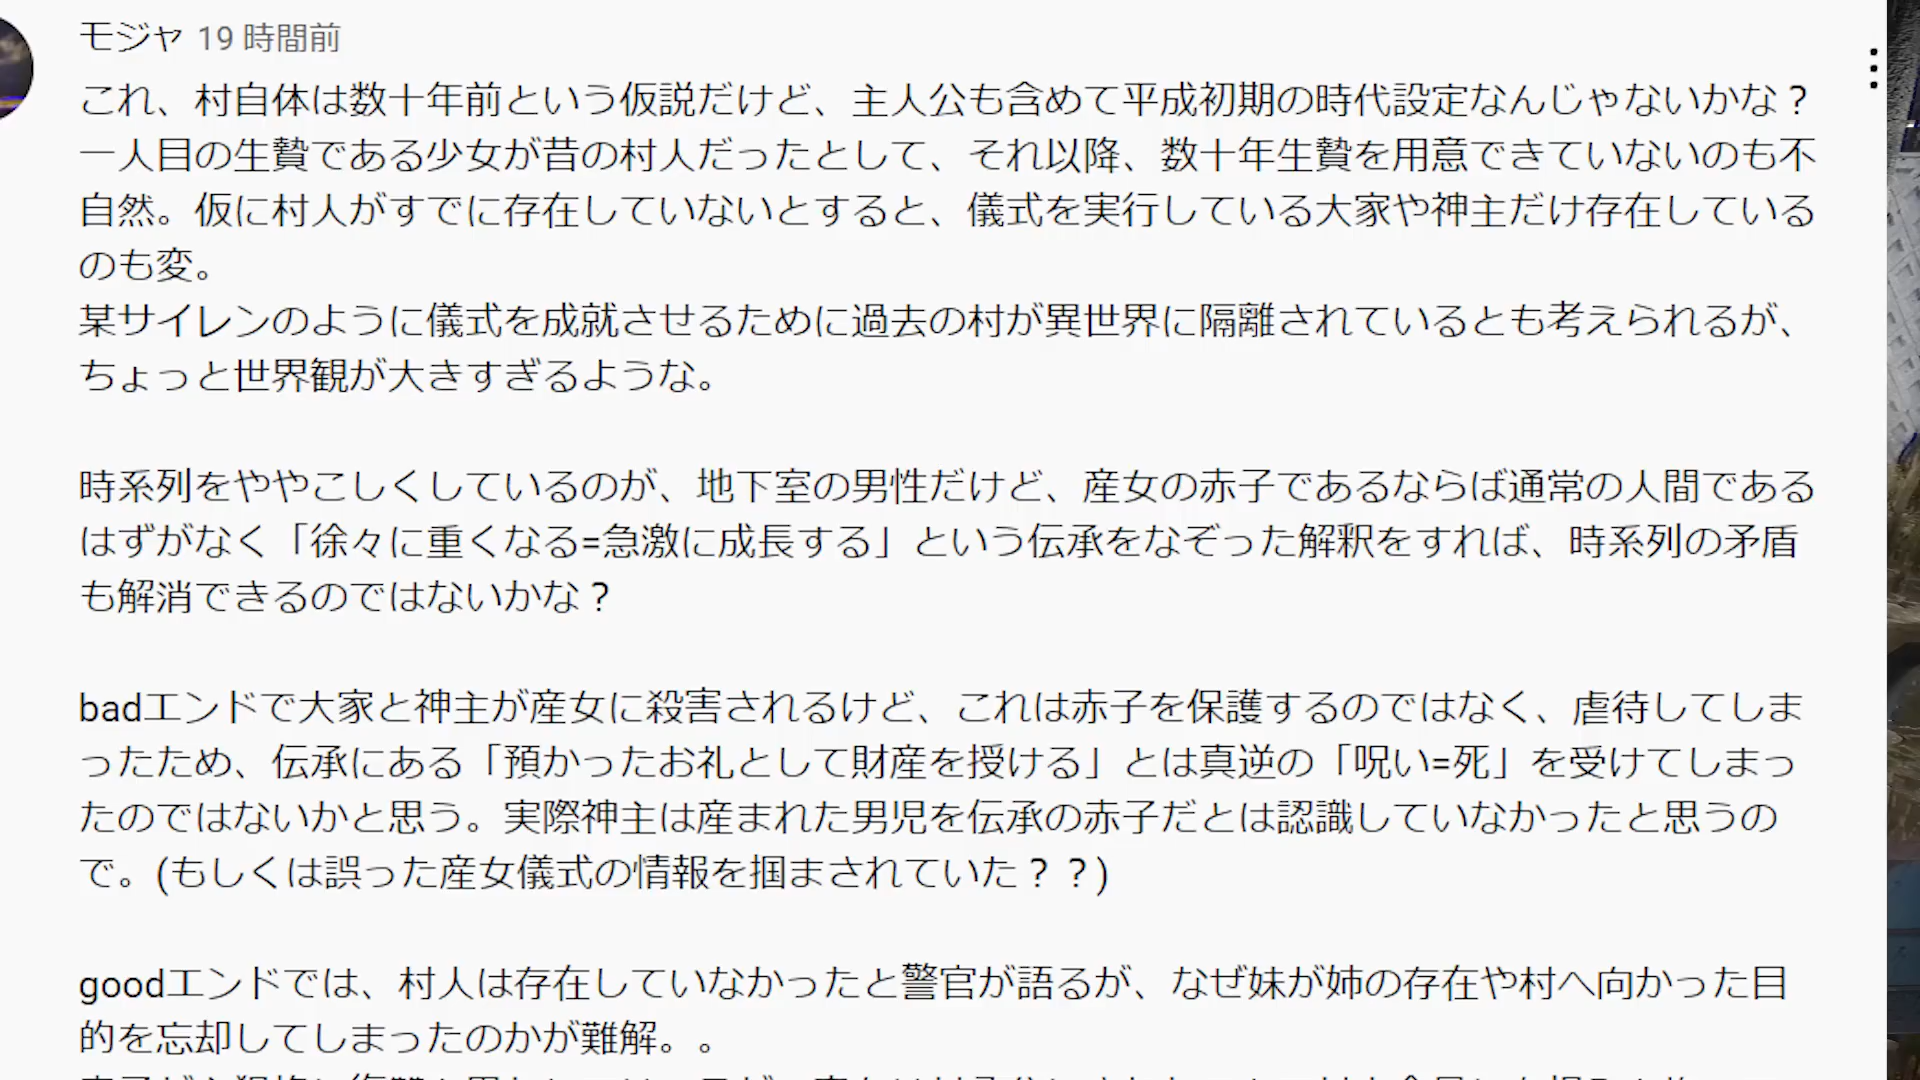 モジャ 19 時間前
これ、村自体は数十年前という仮説だけど、主人公も含めて平成初期の時代設定なんじゃないかな？
一人目の生贄である少女が昔の村人だったとして、それ以降、数十年生贄を用意できていないのも不
自然。仮に村人がすでに存在していないとすると、儀式を実行している大家や神主だけ存在している
のも変。
某サイレンのように儀式を成就させるために過去の村が異世界に隔離されているとも考えられるが、
ちょっと世界観が大きすぎるような。
時系列をややこしくしているのが、地下室の男性だけど、産女の赤子であるならば通常の人間である
はずがなく「徐々に重くなる=急激に成長する」という伝承をなぞった解釈をすれば、時系列の矛盾
も解消できるのではないかな？
badエンドで大家と神主が産女に殺害されるけど、これは赤子を保護するのではなく、虐待してしま
ったため、伝承にある「預かったお礼として財産を授ける」とは真逆の「呪い=死」を受けてしまっ
たのではないかと思う。実際神主は産まれた男児を伝承の赤子だとは認識していなかったと思うの
で。(もしくは誤った産女儀式の情報を掴まされていた？？)
goodエンドでは、村人は存在していなかったと警官が語るが、なぜ妹が姉の存在や村へ向かった目
的を忘却してしまったのかが難解。。